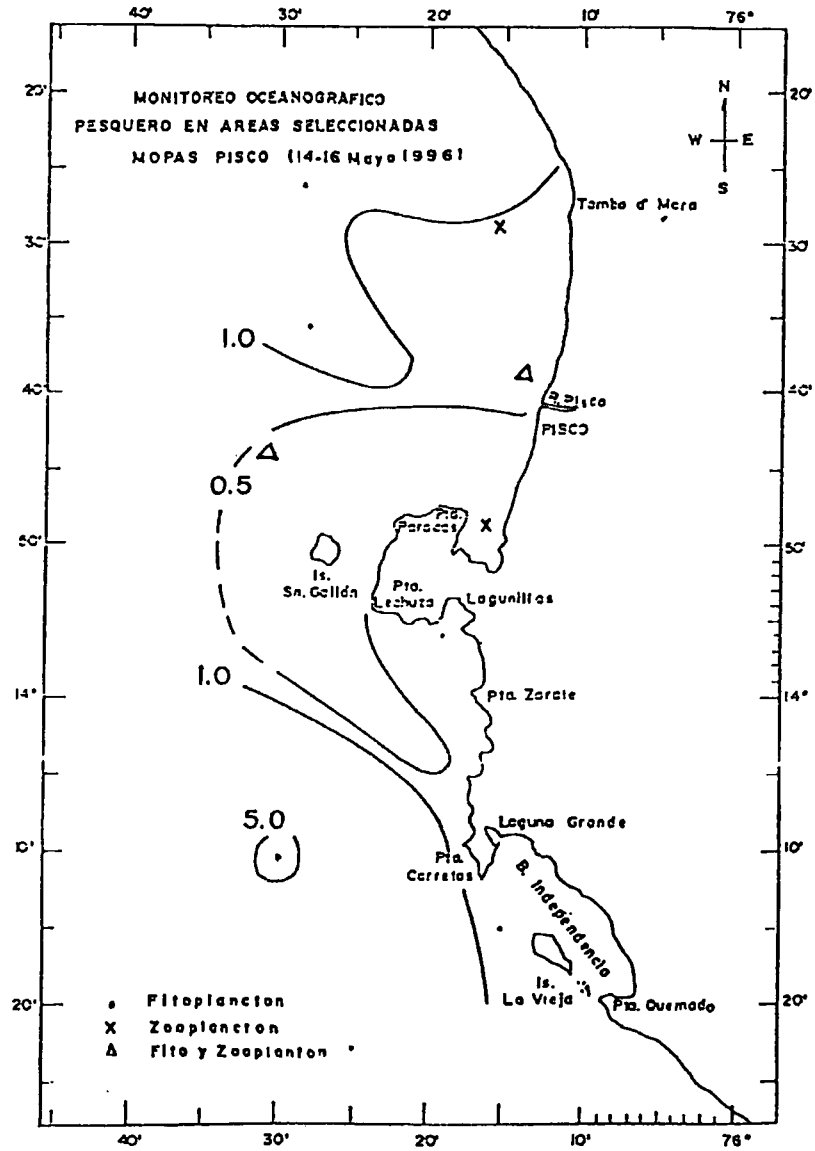 40' 30' 20' 10' 76°
20' 20'
MONITOREO OCEANOGRAFICO
PESQUERO EN AREAS SELECCIONADAS
MOPAS PISCO (14-16 Mayo 1996)
N
W E
S
Tambo d' Mora
30' 30'
1.0
40' 40'
R. Pisco
PISCO
0.5
Pta.
Paracas
50' 50'
Is.
Sn. Gallán
Pta.
Lechuza
Lagunillas
1.0
14° 14°
Pta. Zarate
5.0
Laguna Grande
10' 10'
Pta.
Carretas
B. Independencia
Is.
La Vieja
20' 20'
Pta. Quemado
Fitoplancton
X Zooplancton
Δ Fito y Zooplanton
40' 30' 20' 10' 76°